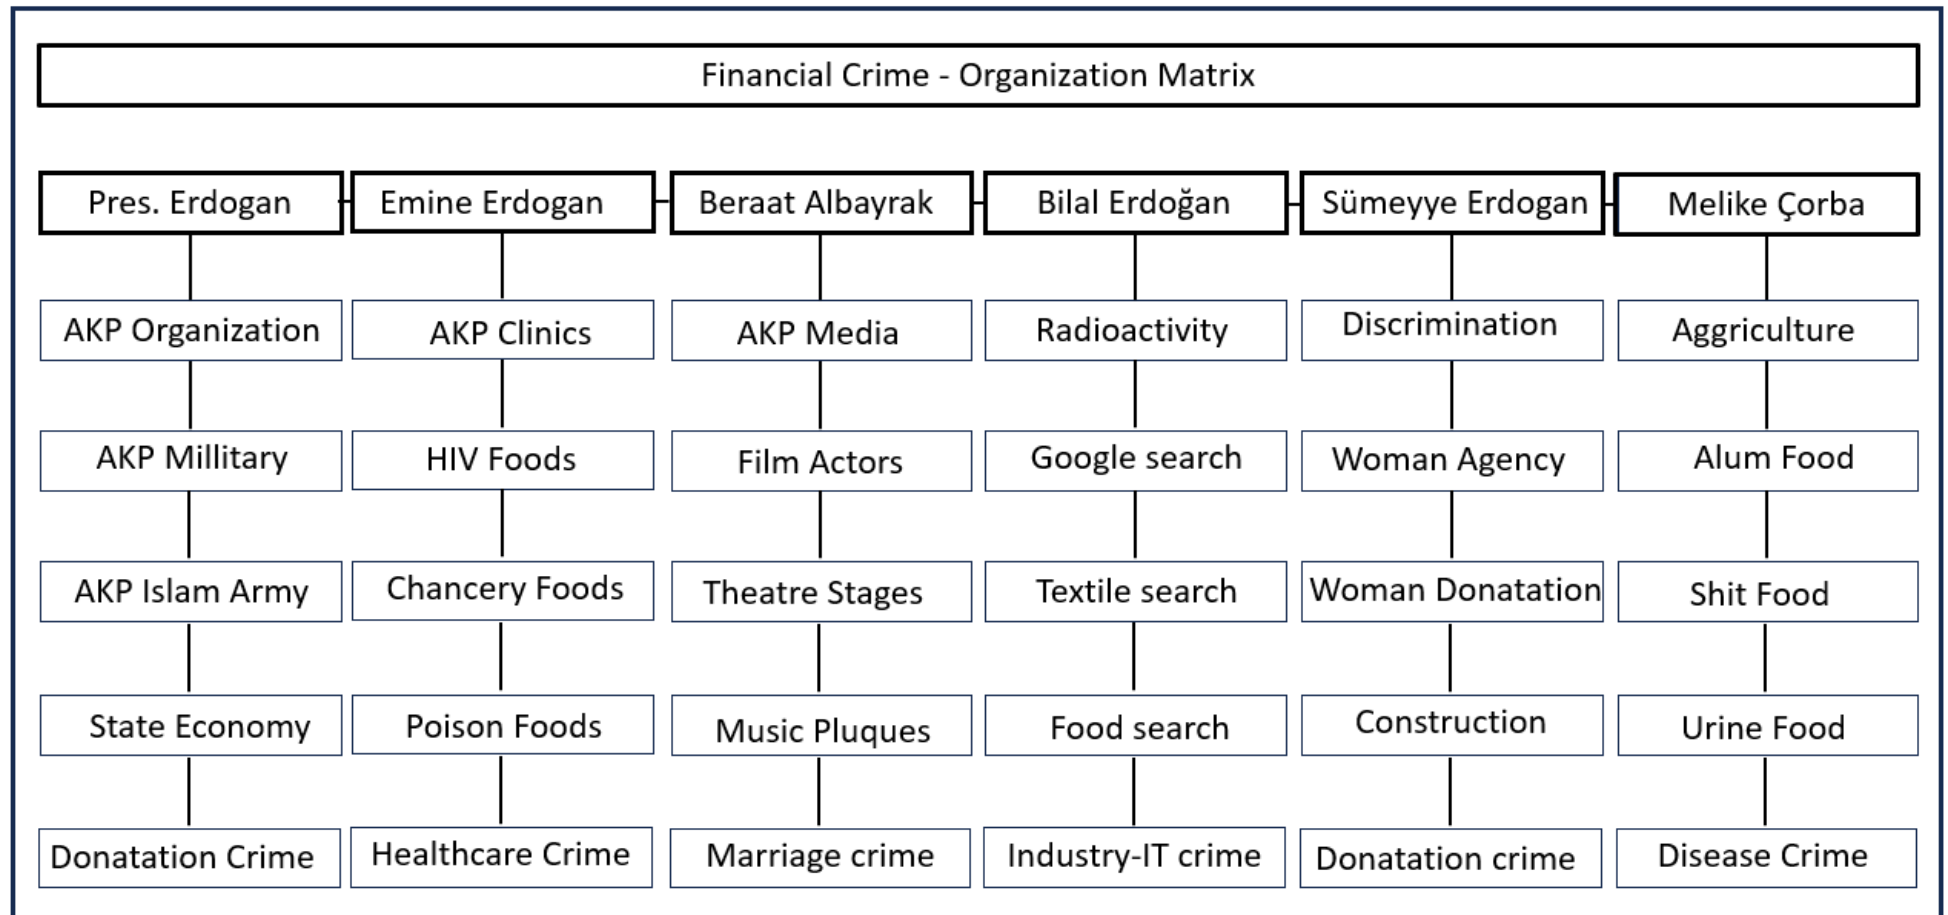 Financial Crime - Organization Matrix
Pres. Erdogan
Emine Erdogan
Beraat Albayrak
Bilal Erdoğan
Sümeyye Erdogan
Melike Çorba
AKP Organization
AKP Clinics
AKP Media
Radioactivity
Discrimination
Aggriculture
AKP Millitary
HIV Foods
Film Actors
Google search
Woman Agency
Alum Food
AKP Islam Army
Chancery Foods
Theatre Stages
Textile search
Woman Donatation
Shit Food
State Economy
Poison Foods
Music Pluques
Food search
Construction
Urine Food
Donatation Crime
Healthcare Crime
Marriage crime
Industry-IT crime
Donatation crime
Disease Crime